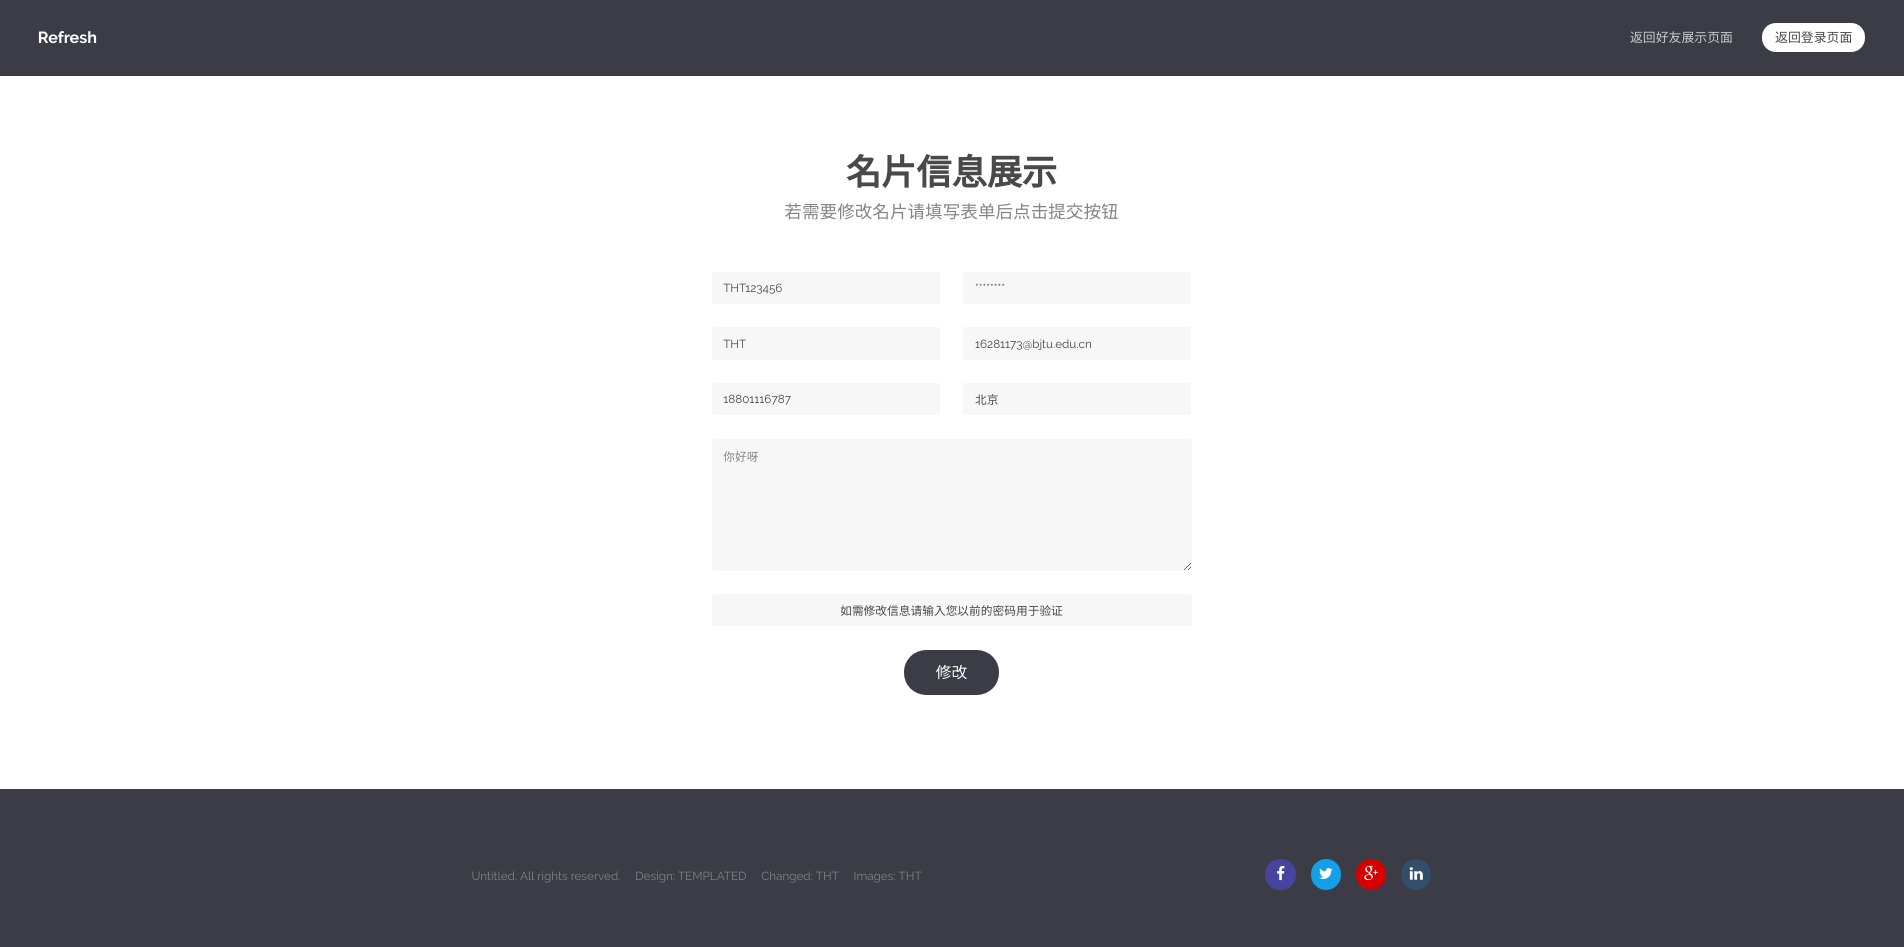 Refresh
返回好友展示页面
返回登录页面
名片信息展示
若需要修改名片请填写表单后点击提交按钮
THT123456
********
THT
16281173@bjtu.edu.cn
18801116787
北京
你好呀
如需修改信息请输入您以前的密码用于验证
修改
Untitled. All rights reserved. Design: TEMPLATED Changed: THT Images: THT